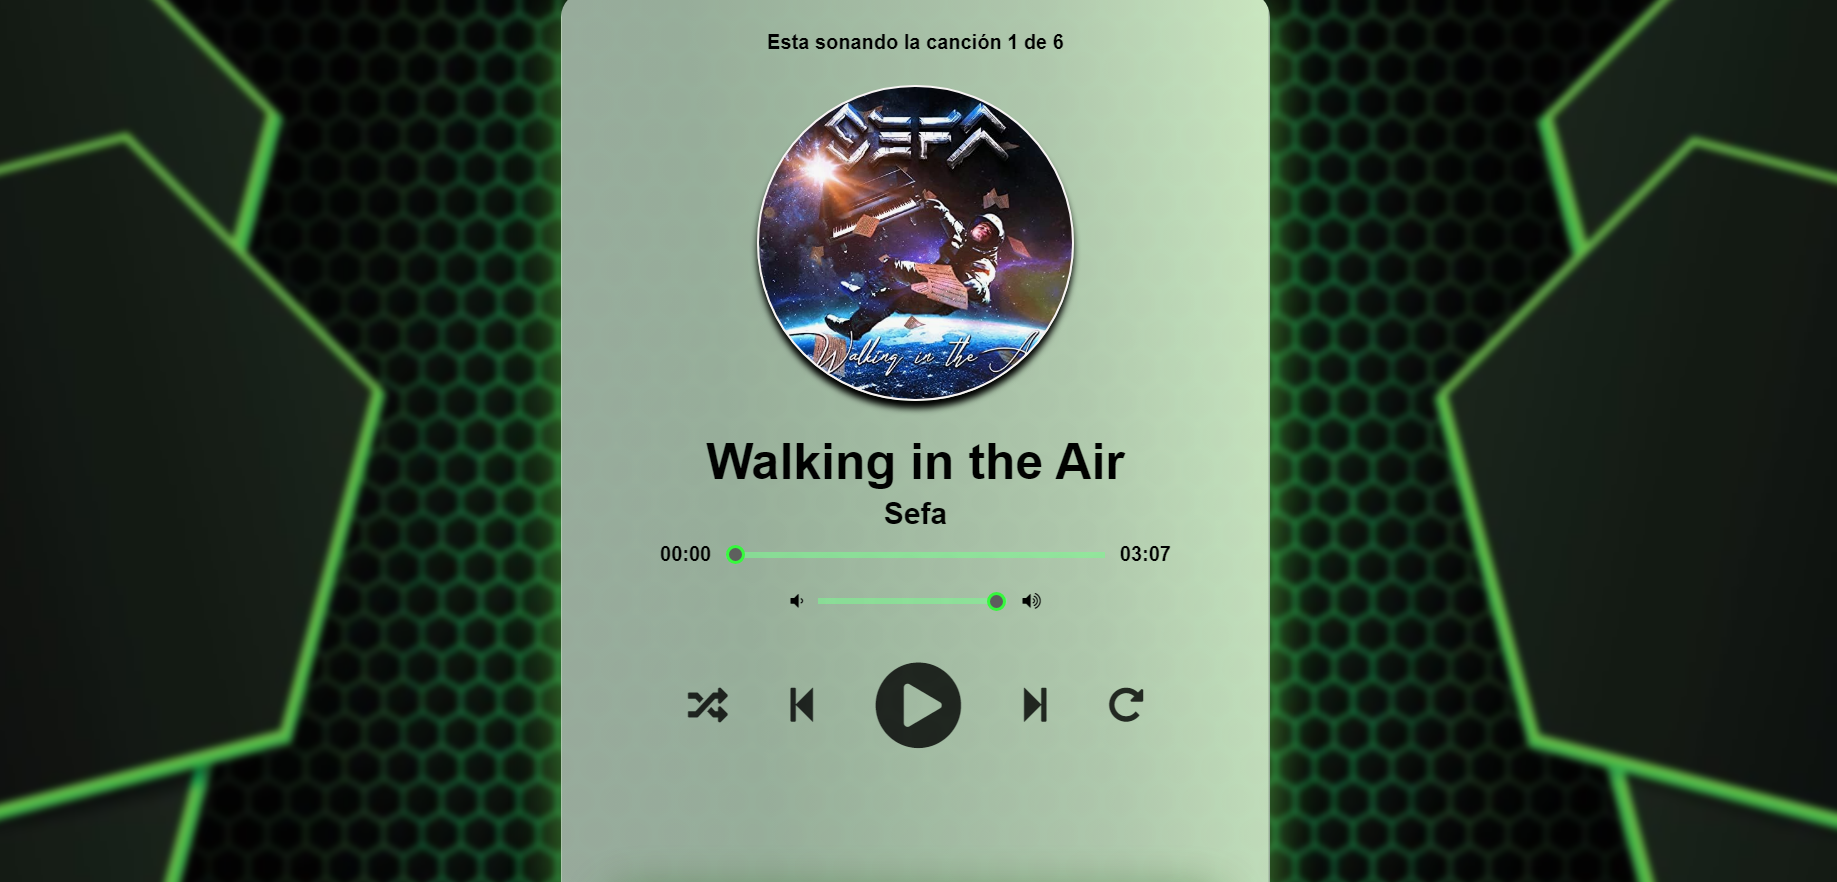 Esta sonando la canción 1 de 6
SEFA
Walking in the
Walking in the Air
Sefa
00:00 03:07